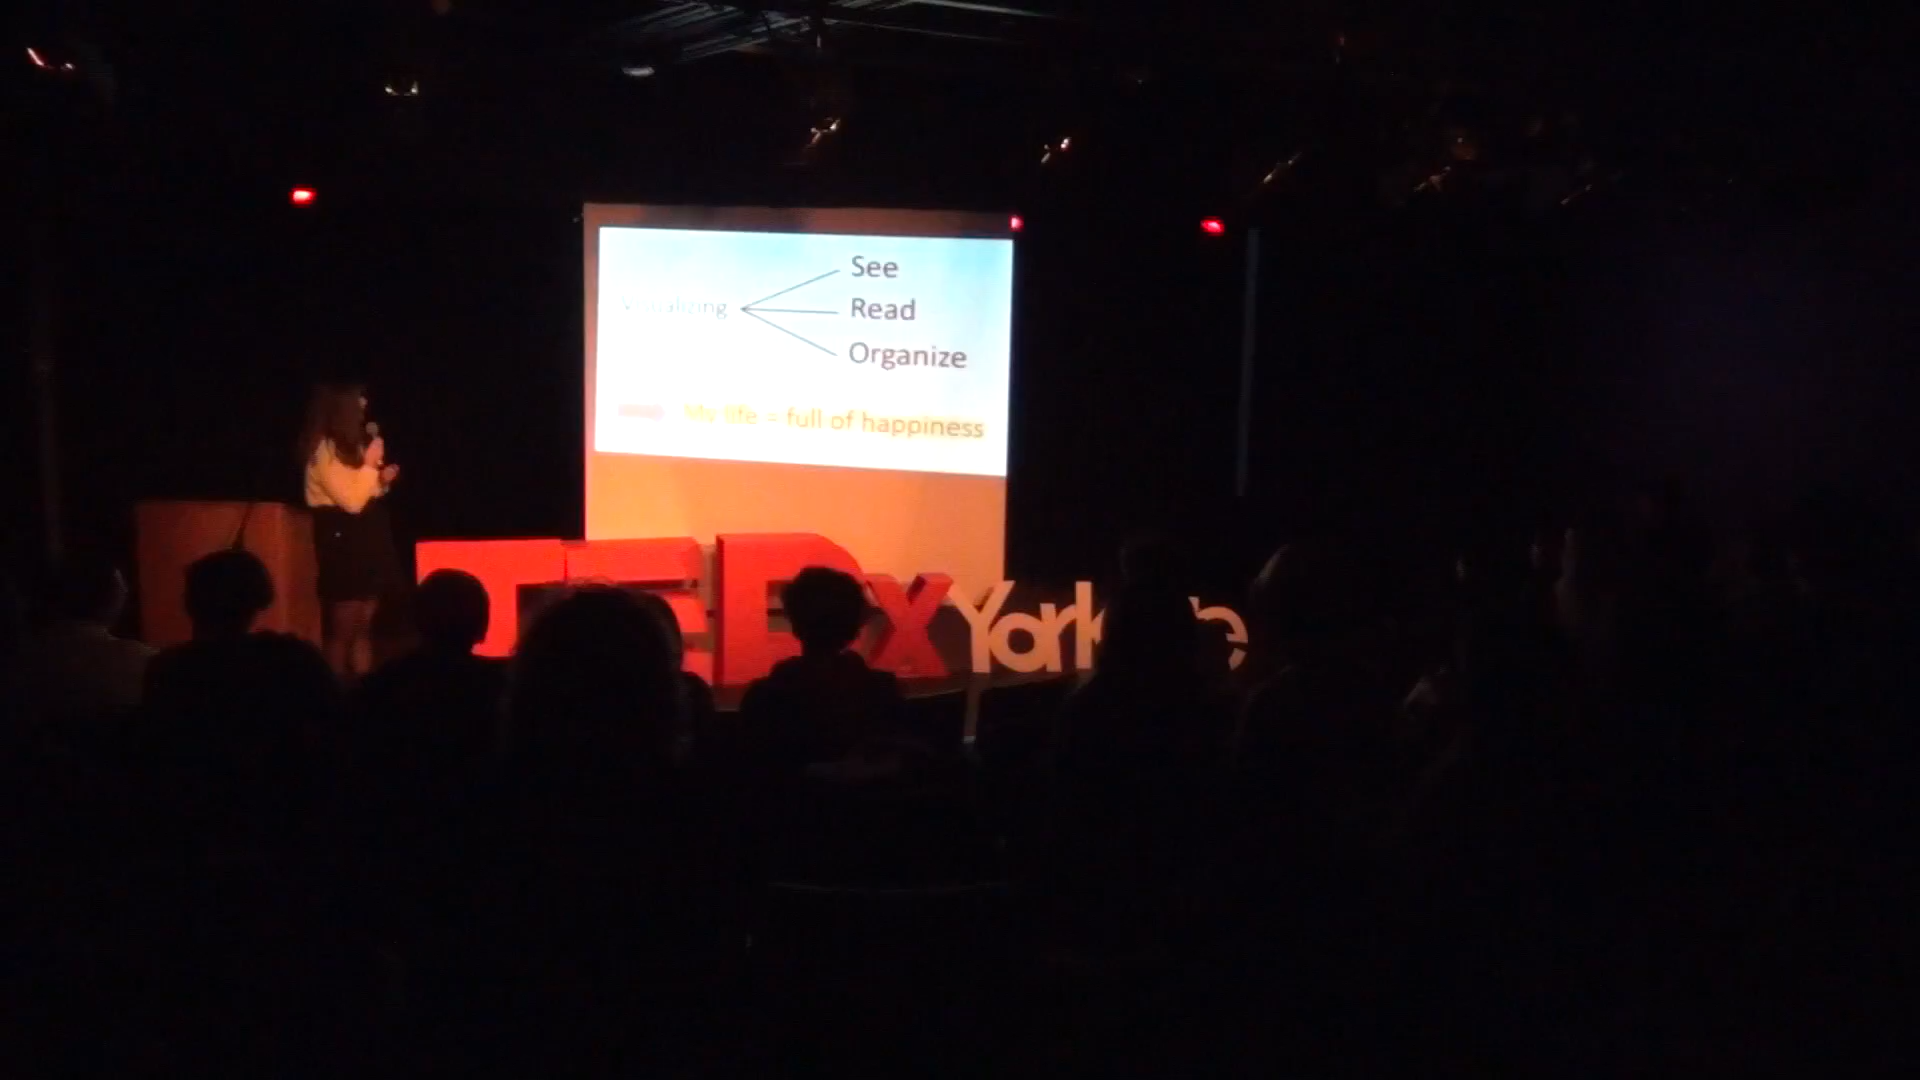 See
Visualizing
Read
Organize
My life = full of happiness
TEDx